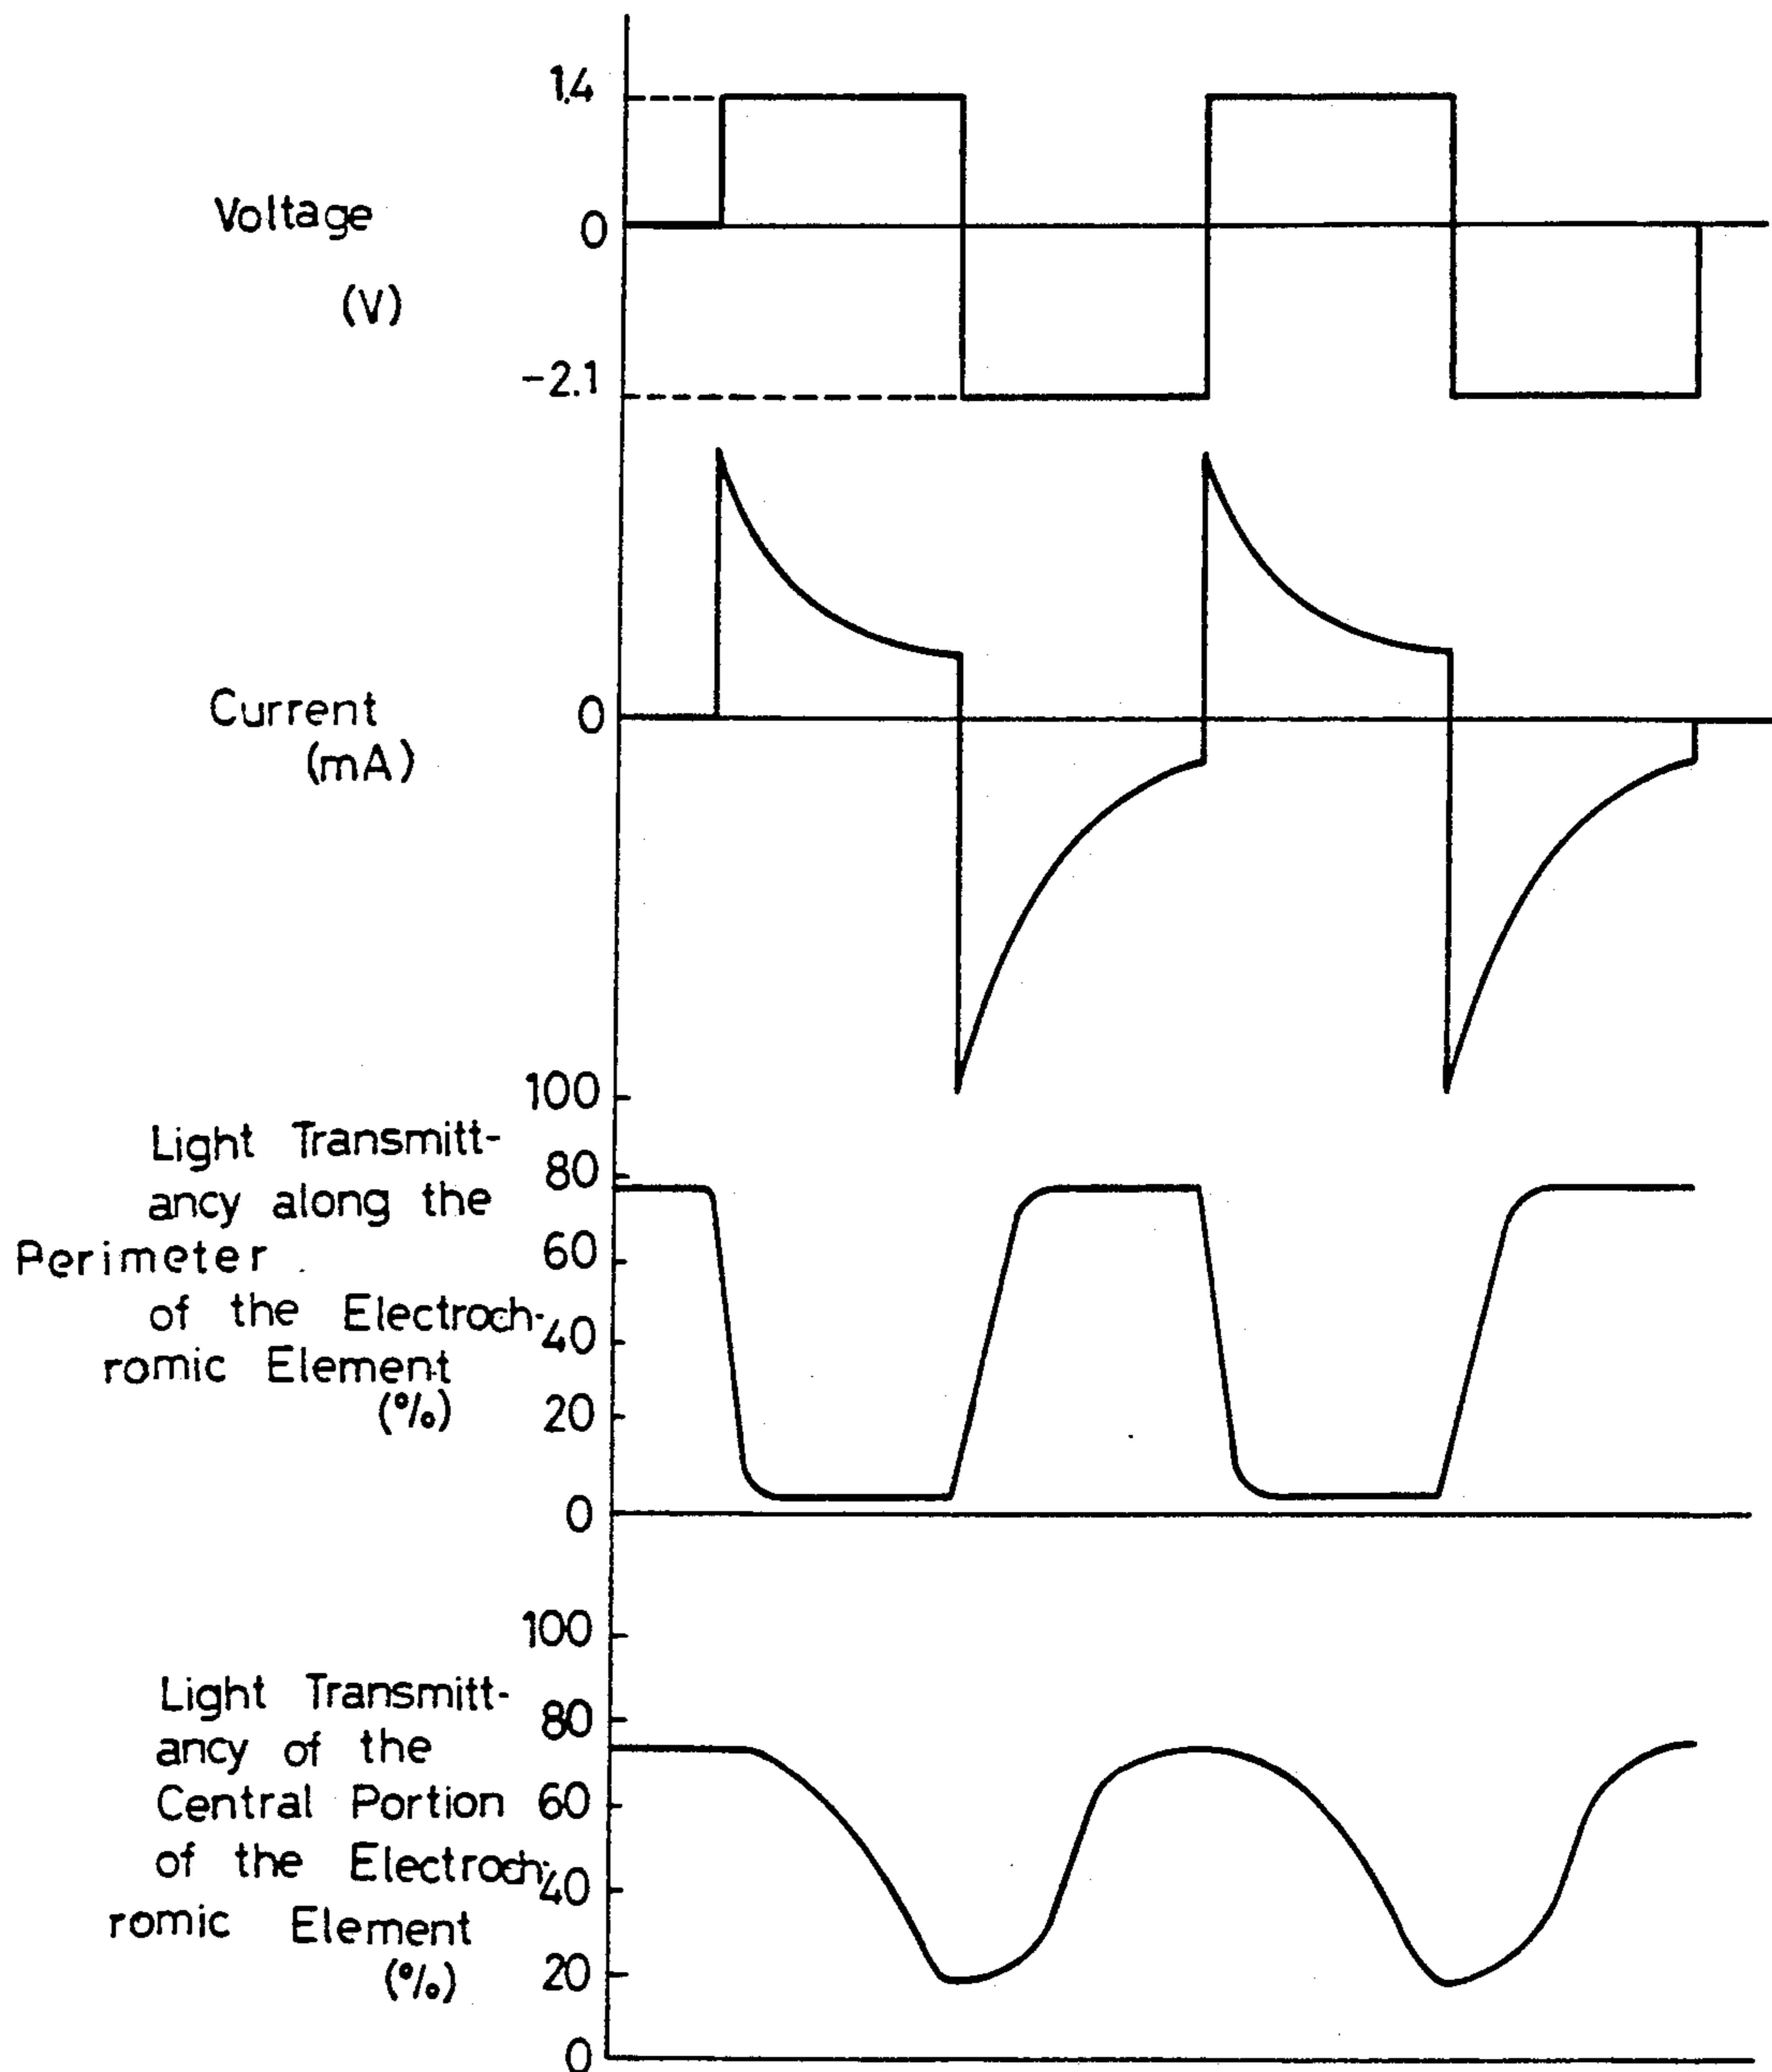 1.4
Voltage
0
(V)
-2.1
Current
0
(mA)
100
Light Transmitt-
80
ancy along the
Perimeter
60
of the Electroch-
40
romic Element
(%)
20
0
100
Light Transmitt-
80
ancy of the
Central Portion
60
of the Electroch-
40
romic Element
20
(%)
0